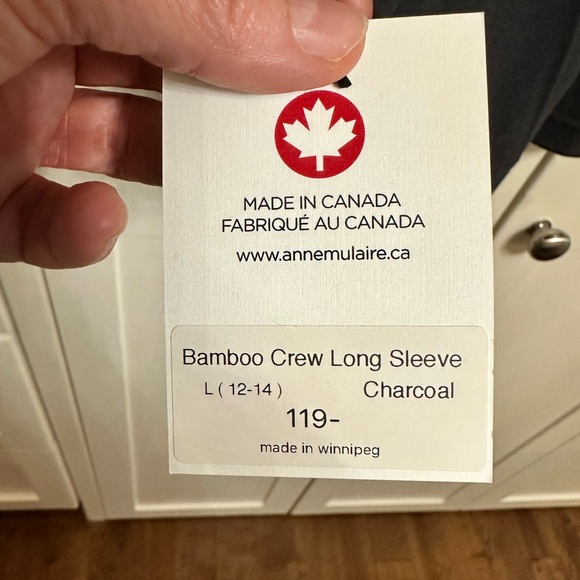 MADE IN CANADA
FABRIQUÉ AU CANADA
www.annemulaire.ca
Bamboo Crew Long Sleeve
L ( 12-14 ) Charcoal
119-
made in winnipeg